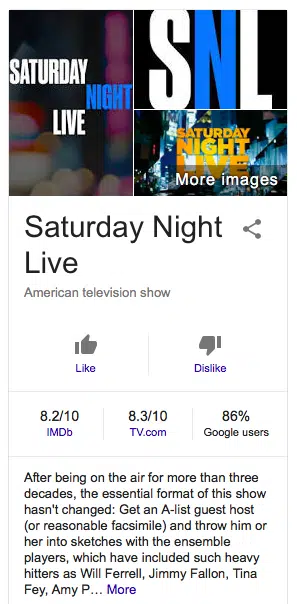 SATURDAY
NIGHT
LIVE
SNL
SATURDAY
NIGHT
LIVE
More images
Saturday Night
Live
American television show
Like
Dislike
8.2/10
IMDb
8.3/10
TV.com
86%
Google users
After being on the air for more than three
decades, the essential format of this show
hasn't changed: Get an A-list guest host
(or reasonable facsimile) and throw him or
her into sketches with the ensemble
players, which have included such heavy
hitters as Will Ferrell, Jimmy Fallon, Tina
Fey, Amy P… More